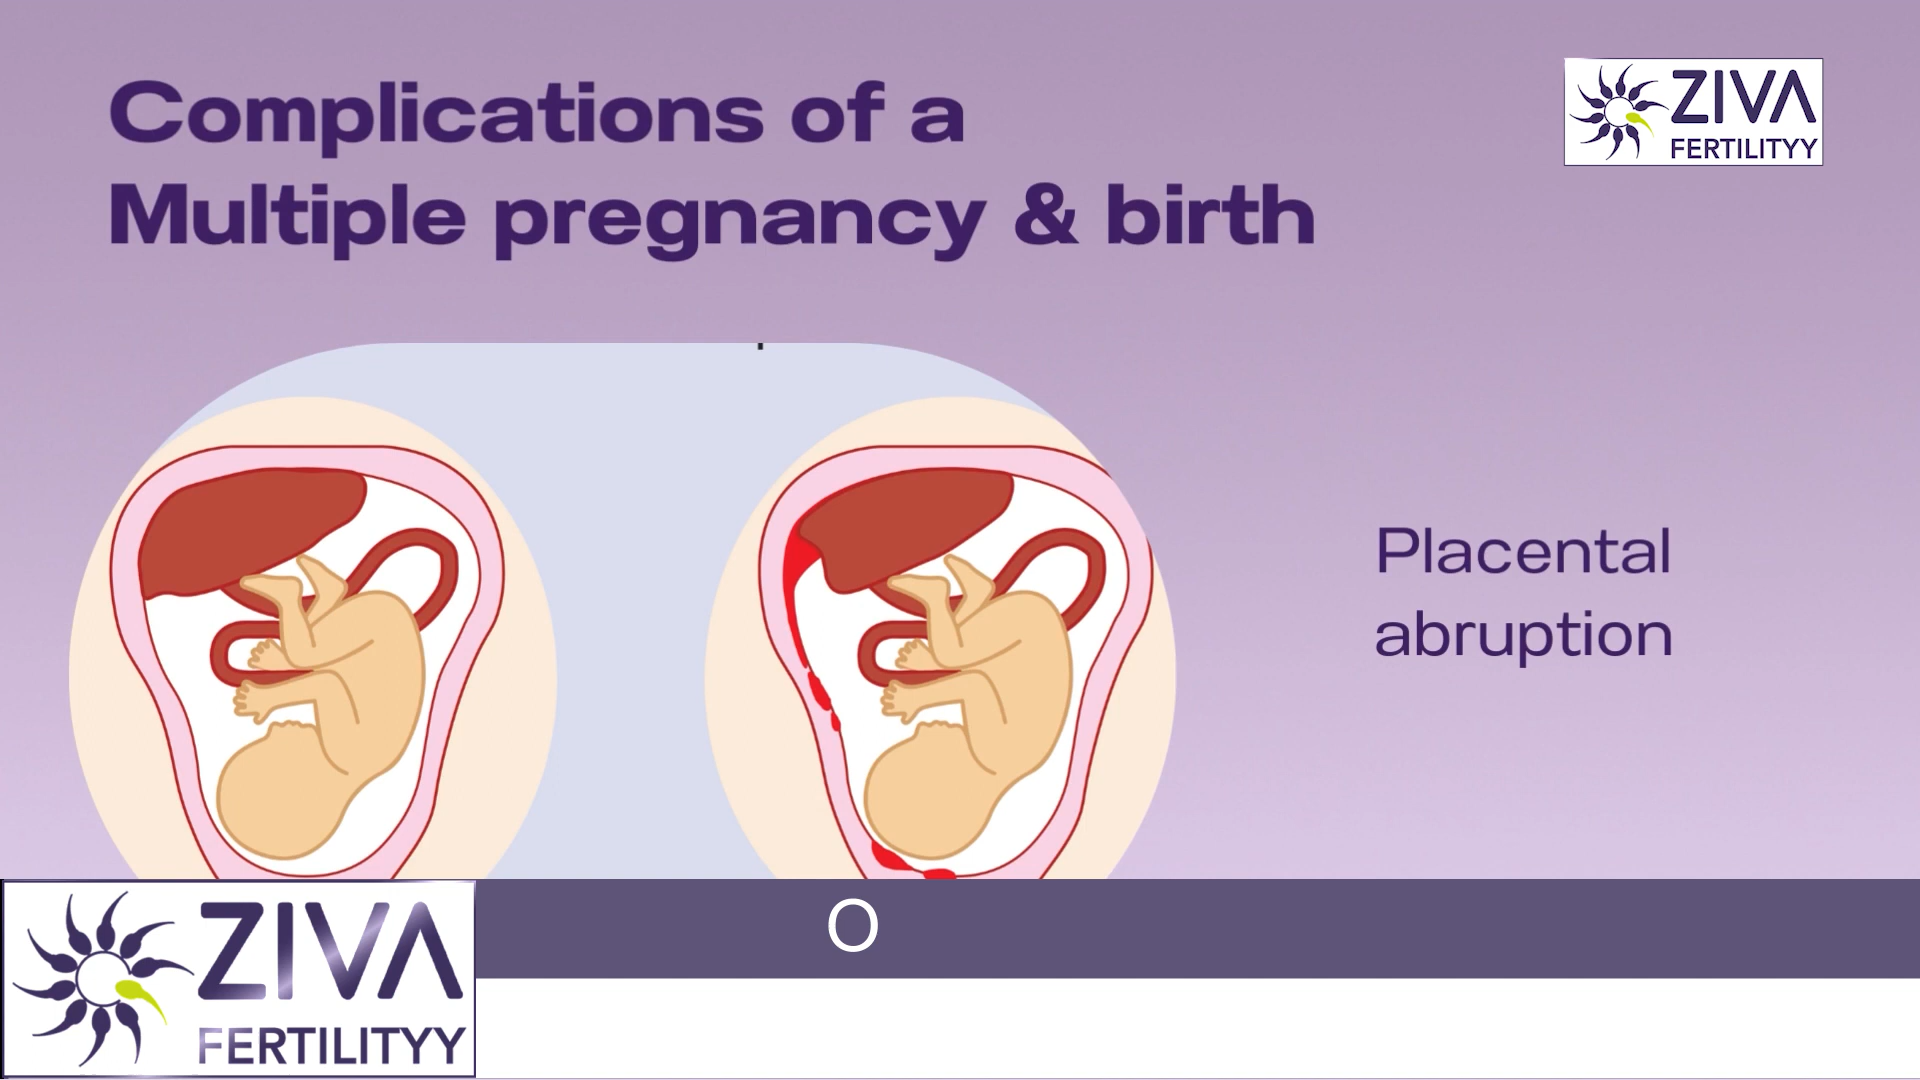 Complications of a
Multiple pregnancy & birth
ZIVA
FERTILITYY
Placental
abruption
O
ZIVA
FERTILITYY